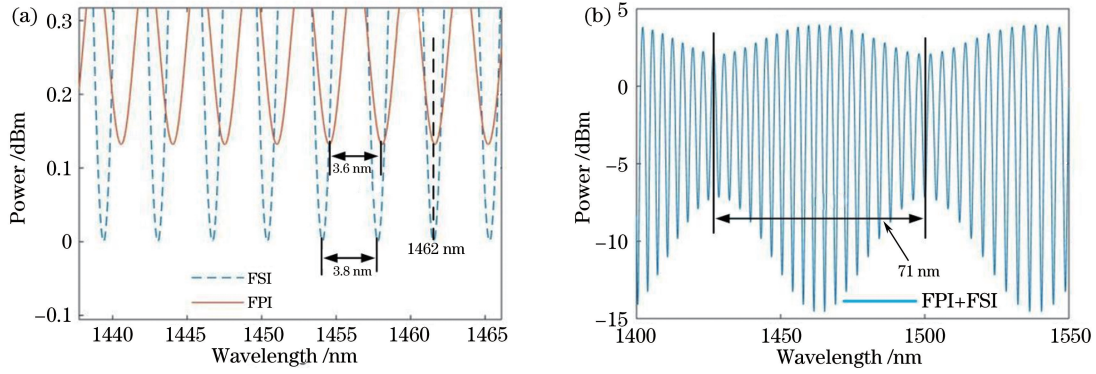 (a)
0.3
0.2
0.1
0
−0.1
Power /dBm
3.6 nm
3.8 nm
1462 nm
FSI
FPI
1440 1445 1450 1455 1460 1465
Wavelength /nm
(b)
5
0
−5
−10
−15
Power /dBm
71 nm
FPI+FSI
1400 1450 1500 1550
Wavelength /nm